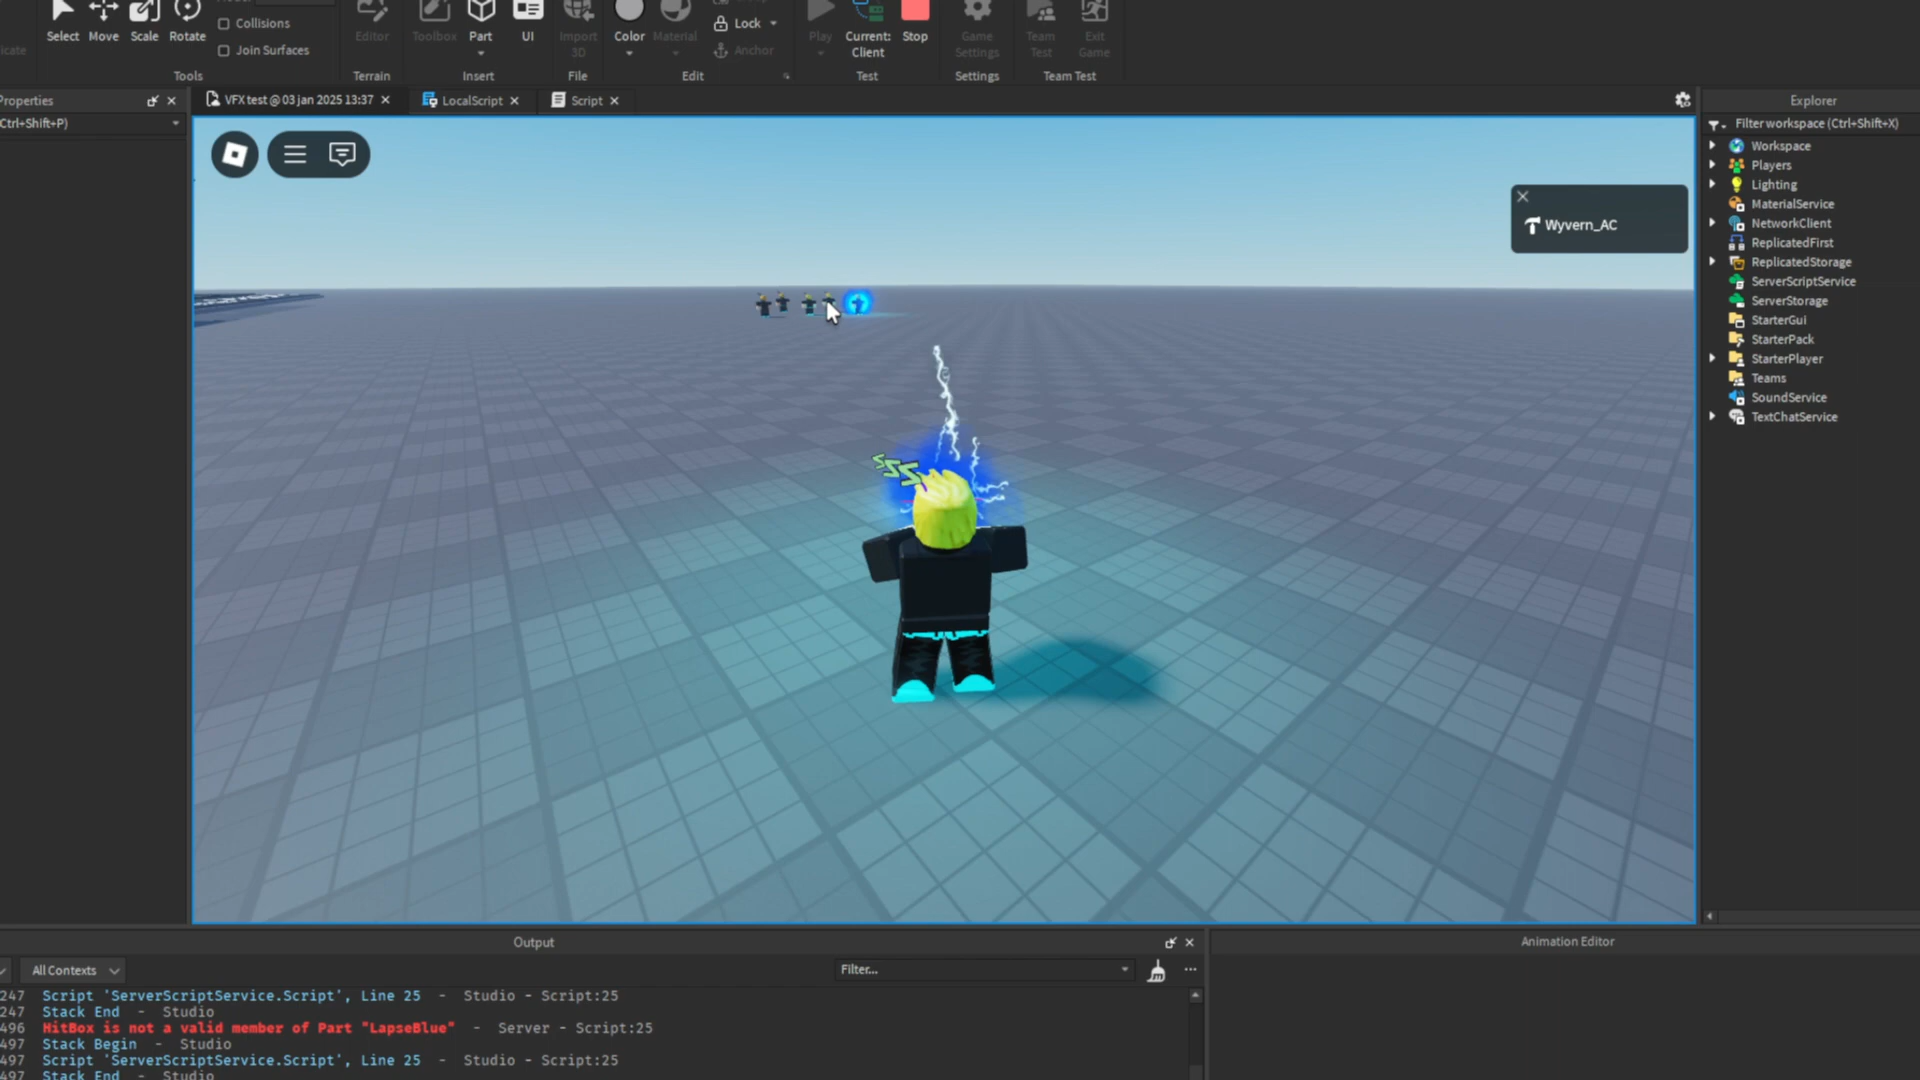 Select Move Scale Rotate
Collisions
Join Surfaces
Editor
Toolbox Part UI Import 3D
Color Material
Lock
Anchor
Play Current: Client Stop
Game Settings
Team Test
Exit Game
Tools Terrain Insert File Edit Test Settings Team Test
Properties
VFX test @ 03 jan 2025 13:37
LocalScript
Script
Explorer
Ctrl+Shift+P)
Filter workspace (Ctrl+Shift+X)
Workspace
Players
Lighting
MaterialService
NetworkClient
ReplicatedFirst
ReplicatedStorage
ServerScriptService
ServerStorage
StarterGui
StarterPack
StarterPlayer
Teams
SoundService
TextChatService
Wyvern_AC
Output
Animation Editor
All Contexts
Filter...
247 Script 'ServerScriptService.Script', Line 25 - Studio - Script:25
247 Stack End - Studio
496 HitBox is not a valid member of Part "LapseBlue" - Server - Script:25
497 Stack Begin - Studio
497 Script 'ServerScriptService.Script', Line 25 - Studio - Script:25
497 Stack End - Studio